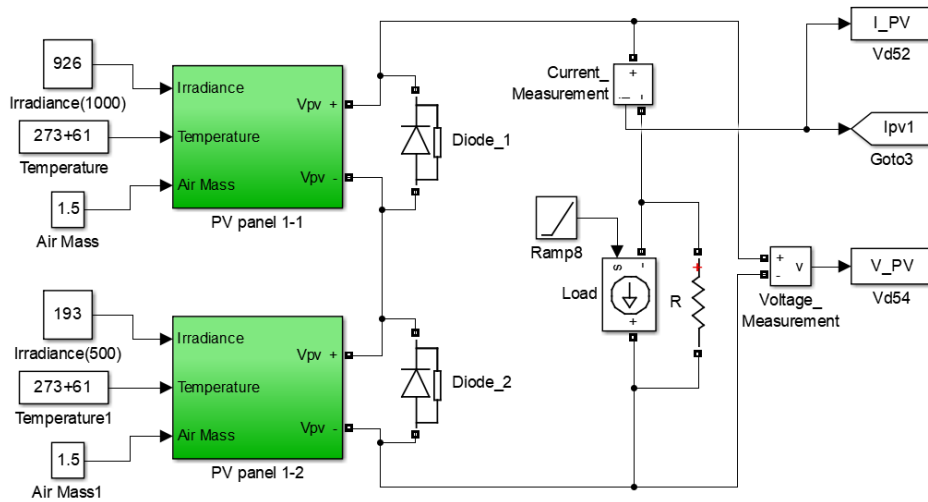 926
Irradiance(1000)
273+61
Temperature
1.5
Air Mass
Irradiance
Temperature
Air Mass
Vpv +
Vpv -
PV panel 1-1
Diode_1
Current_
Measurement
+
i
-
I_PV
Vd52
Ipv1
Goto3
Ramp8
s
-
Load
+
R
+
+
-
v
Voltage_
Measurement
V_PV
Vd54
193
Irradiance(500)
273+61
Temperature1
1.5
Air Mass1
Irradiance
Temperature
Air Mass
Vpv +
Vpv -
PV panel 1-2
Diode_2